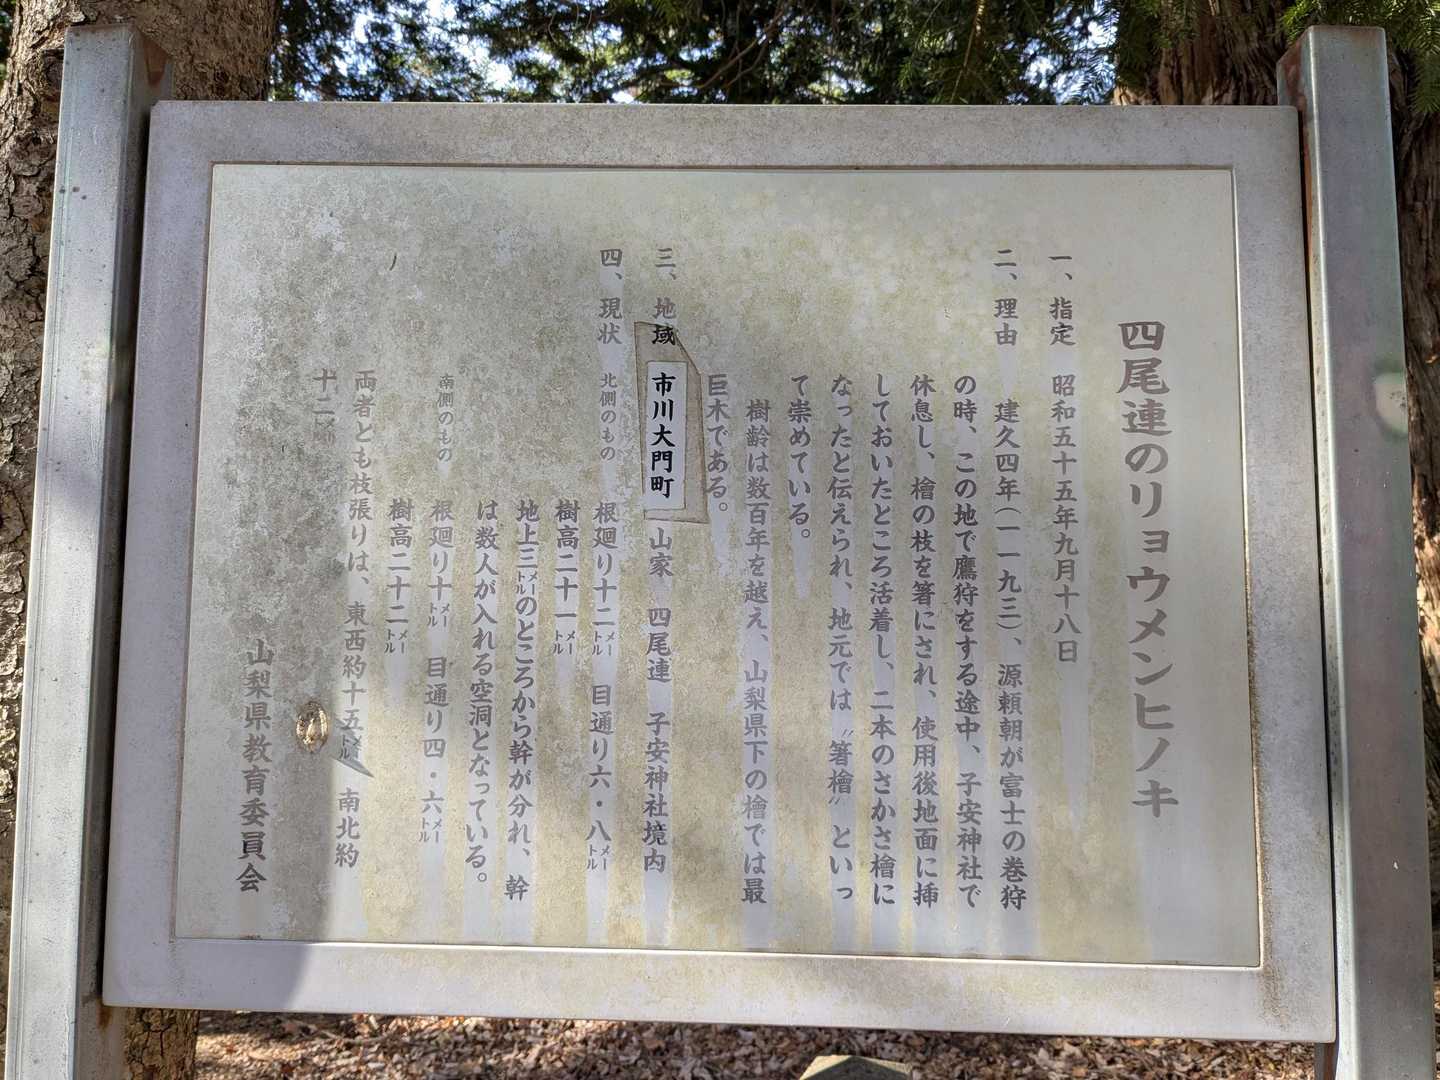 四尾連のリョウメンヒノキ
一、指定　昭和五十五年九月十八日
二、理由　建久四年（一一九三）、源頼朝が富士の巻狩
の時、この地で鷹狩をする途中、子安神社で
休息し、檜の枝を箸にされ、使用後地面に挿
しておいたところ活着し、二本のさかさ檜に
なったと伝えられ、地元では〝箸檜〟といっ
て崇めている。
樹齢は数百年を越え、山梨県下の檜では最
巨木である。
三、地域　市川大門町　山家　四尾連　子安神社境内
四、現状　北側のもの　根廻り十二メートル　目通り六・八メートル
樹高二十一メートル
地上三メートルのところから幹が分れ、幹
は数人が入れる空洞となっている。
南側のもの　根廻り十メートル　目通り四・六メートル
樹高二十二メートル
両者とも枝張りは、東西約十五メートル　南北約
十二メートル
山梨県教育委員会